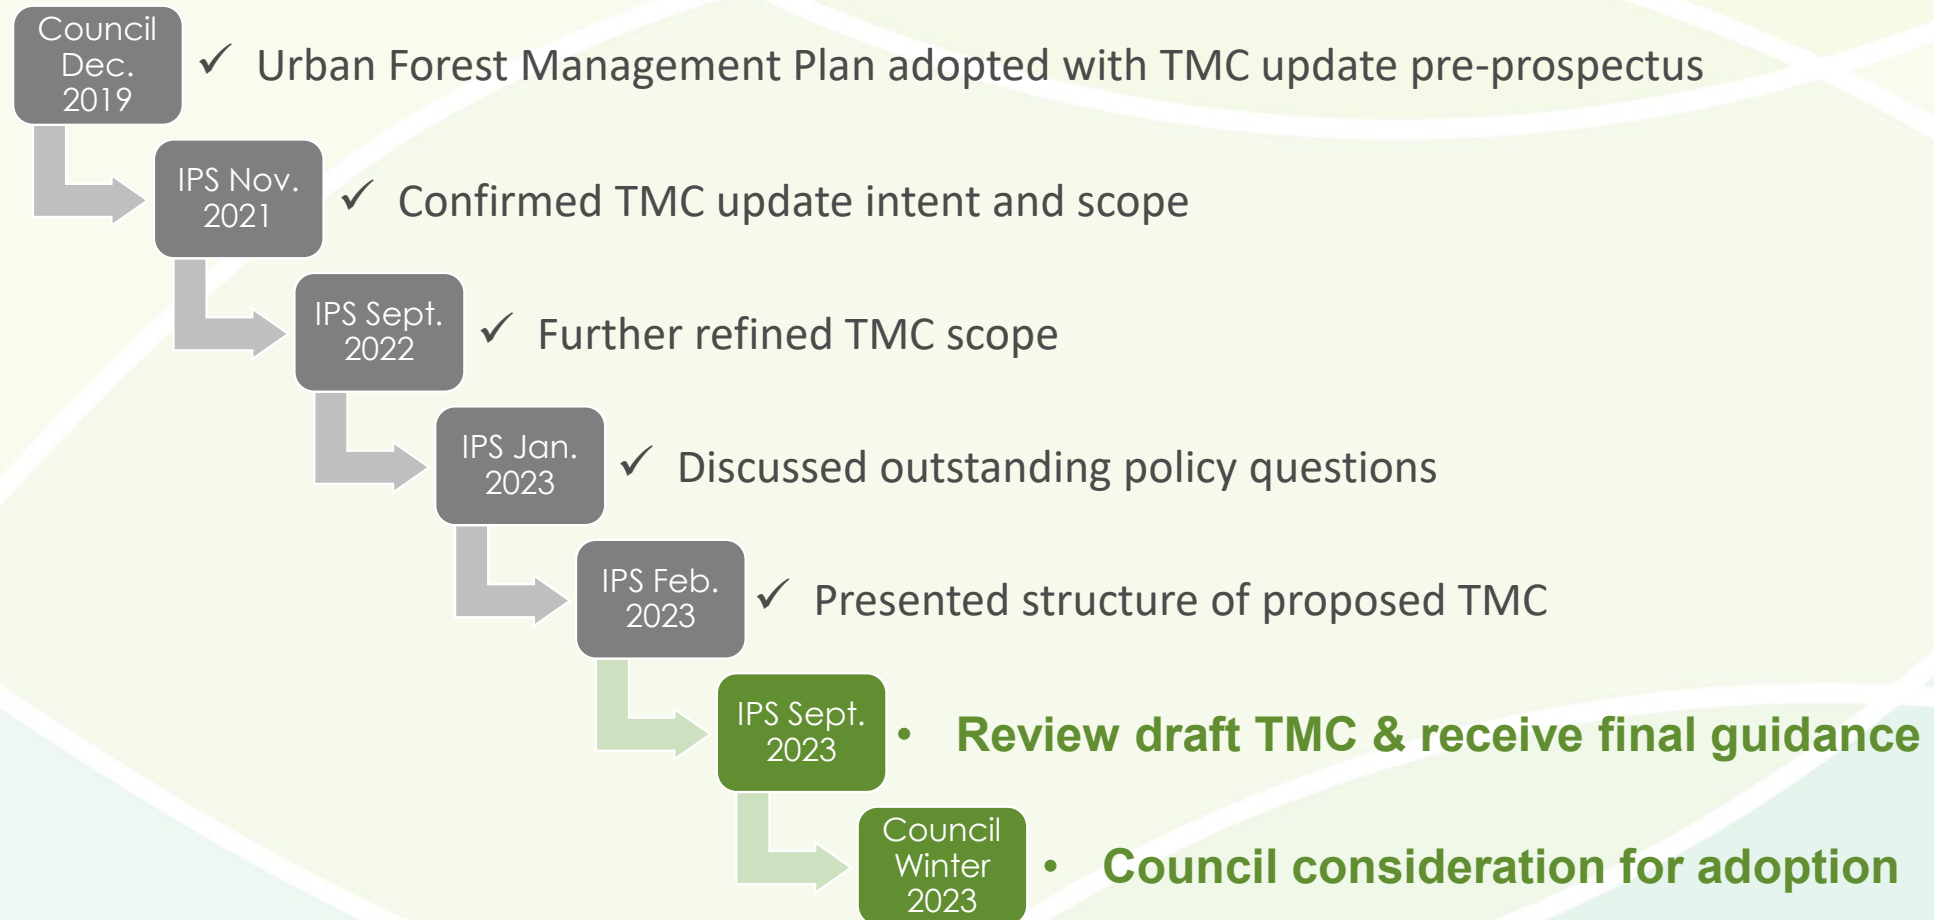 Council
Dec.
2019
✓ Urban Forest Management Plan adopted with TMC update pre-prospectus
IPS Nov.
2021
✓ Confirmed TMC update intent and scope
IPS Sept.
2022
✓ Further refined TMC scope
IPS Jan.
2023
✓ Discussed outstanding policy questions
IPS Feb.
2023
✓ Presented structure of proposed TMC
IPS Sept.
2023
• Review draft TMC & receive final guidance
Council
Winter
2023
• Council consideration for adoption